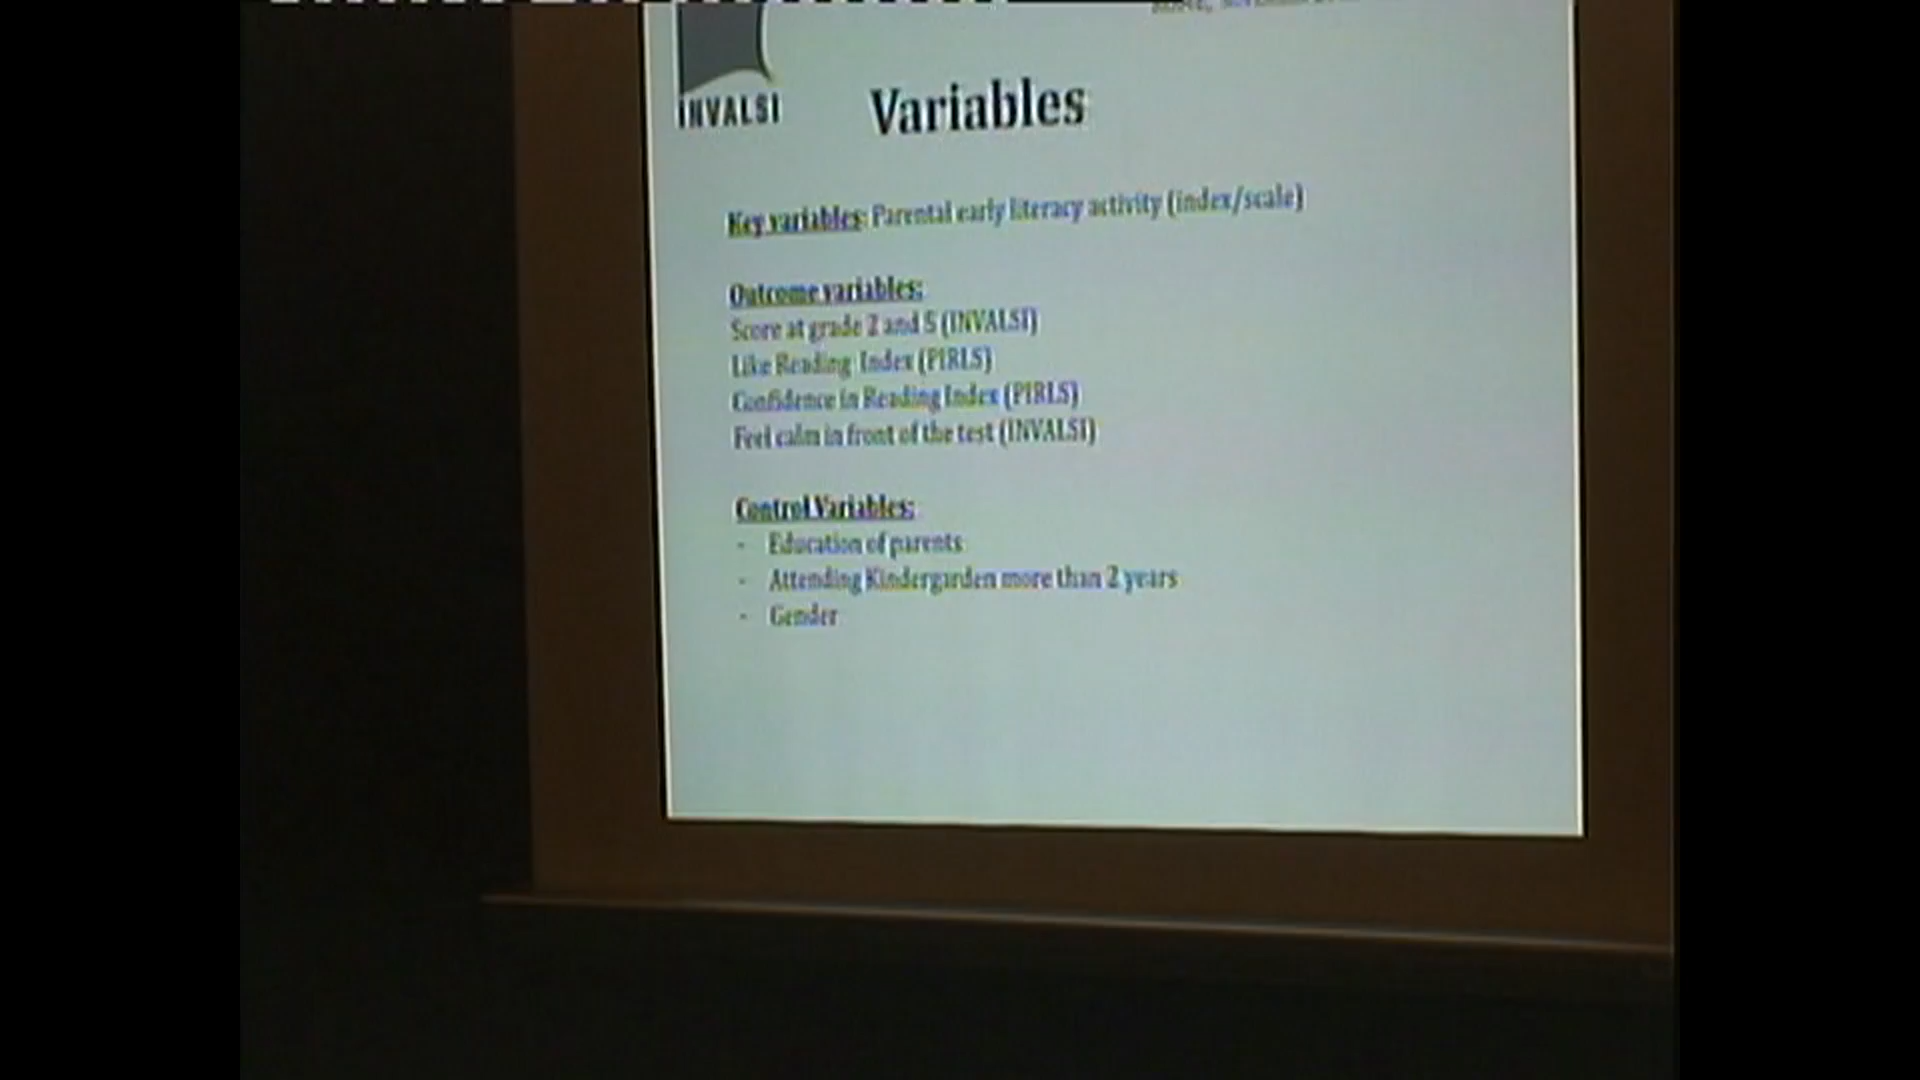 INVALSI
Variables
Key variables: Parental early literacy activity (index/scale)
Outcome variables:
Score at grade 2 and 5 (INVALSI)
Like Reading Index (PIRLS)
Confidence in Reading Index (PIRLS)
Feel calm in front of the test (INVALSI)
Control Variables:
- Education of parents
- Attending Kindergarden more than 2 years
- Gender